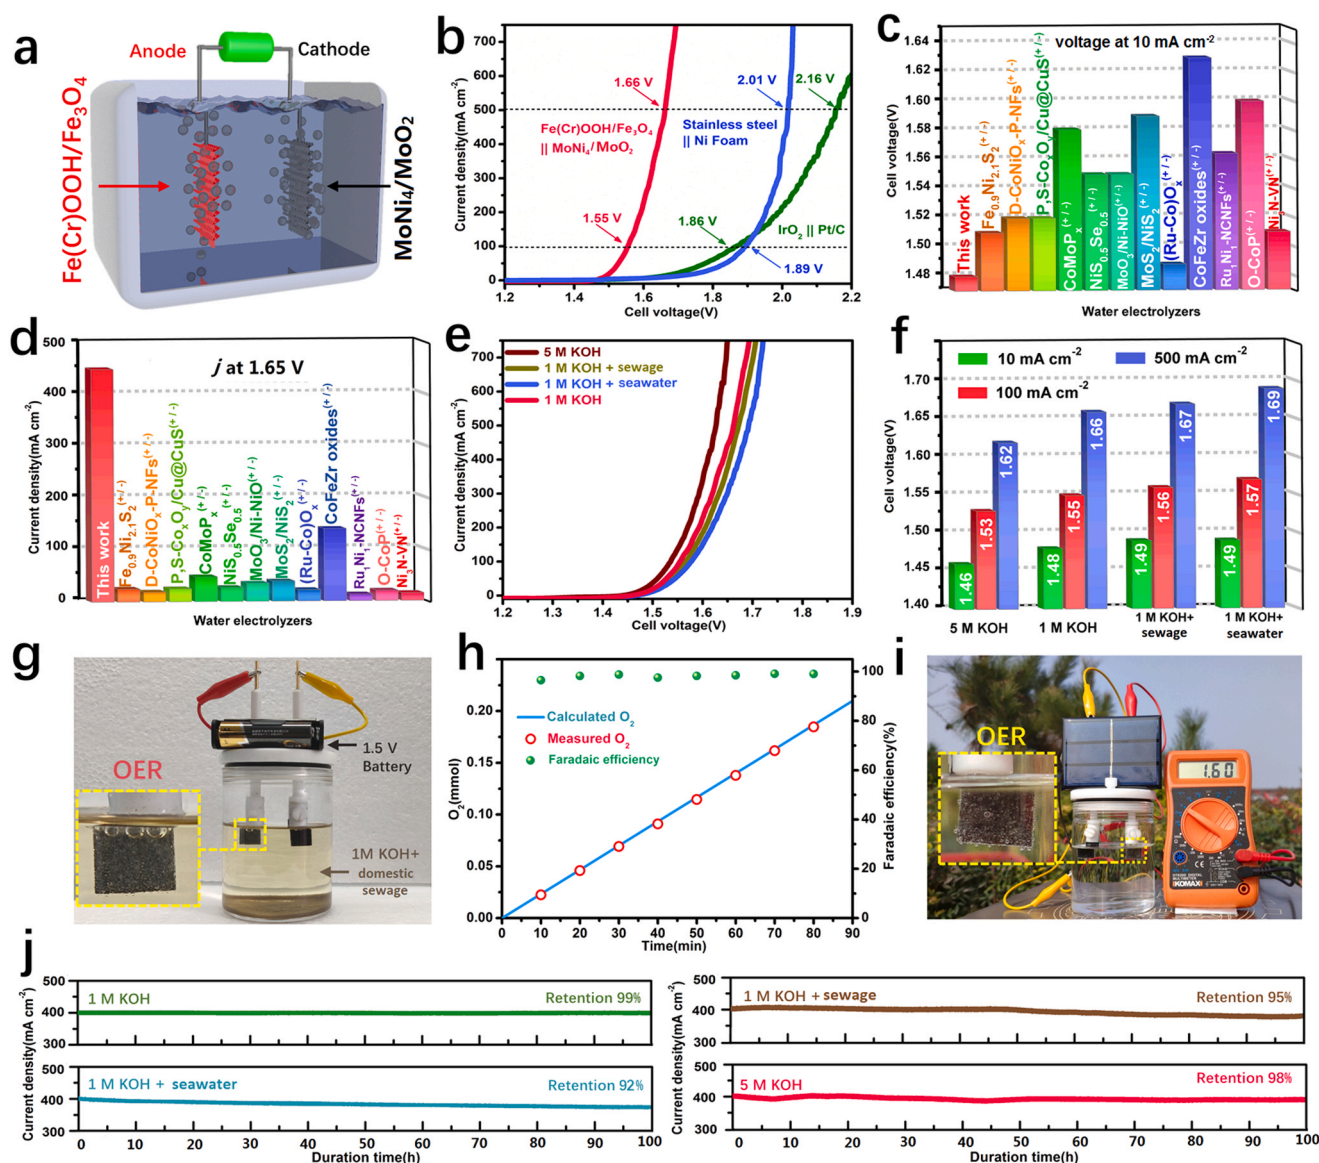 a
Anode
Cathode
Fe(Cr)OOH/Fe₃O₄
MoNi₄/MoO₂
b
Current density(mA cm⁻²)
750
600
500
400
300
200
100
0
1.66 V
2.01 V
2.16 V
Fe(Cr)OOH/Fe₃O₄
|| MoNi₄/MoO₂
Stainless steel
|| Ni Foam
1.55 V
1.86 V
IrO₂ || Pt/C
1.89 V
1.2 1.4 1.6 1.8 2.0 2.2
Cell voltage(V)
c
voltage at 10 mA cm⁻²
Cell voltage(V)
1.64
1.62
1.60
1.58
1.56
1.54
1.52
1.50
1.48
This work
Fe₀.₉Ni₂.₁S₂(+ / -)
D-CoNiOₓ-P-NFs(+ / -)
P,S-CoₓOᵧ/Cu@CuS(+ / -)
CoMoPₓ(+ / -)
NiS₀.₅Se₀.₅(+ / -)
MoO₃/Ni-NiO(+ / -)
MoS₂/NiS₂(+ / -)
(Ru-Co)Oₓ(+ / -)
CoFeZr oxides(+ / -)
Ru₁Ni₁-NCNFs(+ / -)
O-CoP(+ / -)
Ni₃N-VN(+ / -)
Water electrolyzers
d
j at 1.65 V
Current density(mA cm⁻²)
500
400
300
200
100
0
This work
Fe₀.₉Ni₂.₁S₂(+ / -)
D-CoNiOₓ-P-NFs(+ / -)
P,S-CoₓOᵧ/Cu@CuS(+ / -)
CoMoPₓ(+ / -)
NiS₀.₅Se₀.₅(+ / -)
MoO₃/Ni-NiO(+ / -)
MoS₂/NiS₂(+ / -)
(Ru-Co)Oₓ(+ / -)
CoFeZr oxides(+ / -)
Ru₁Ni₁-NCNFs(+ / -)
O-CoP(+ / -)
Ni₃N-VN(+ / -)
Water electrolyzers
e
Current density(mA cm⁻²)
700
600
500
400
300
200
100
0
5 M KOH
1 M KOH + sewage
1 M KOH + seawater
1 M KOH
1.2 1.3 1.4 1.5 1.6 1.7 1.8 1.9
Cell voltage(V)
f
10 mA cm⁻²
500 mA cm⁻²
100 mA cm⁻²
Cell voltage(V)
1.70
1.65
1.60
1.55
1.50
1.45
1.40
1.46 1.53 1.62
1.48 1.55 1.66
1.49 1.56 1.67
1.49 1.57 1.69
5 M KOH
1 M KOH
1 M KOH+
sewage
1 M KOH+
seawater
g
1.5 V
Battery
OER
1M KOH+
domestic
sewage
h
O₂(mmol)
0.20
0.15
0.10
0.05
0.00
Calculated O₂
Measured O₂
Faradaic efficiency
100
80
60
40
20
0
Faradaic efficiency(%)
0 10 20 30 40 50 60 70 80 90
Time(min)
i
OER
1.60
KOMAX
j
Current density(mA cm⁻²)
500
400
300
1 M KOH
Retention 99%
500
400
300
1 M KOH + seawater
Retention 92%
0 10 20 30 40 50 60 70 80 90 100
Duration time(h)
Current density(mA cm⁻²)
500
400
300
1 M KOH + sewage
Retention 95%
500
400
300
5 M KOH
Retention 98%
0 10 20 30 40 50 60 70 80 90 100
Duration time(h)